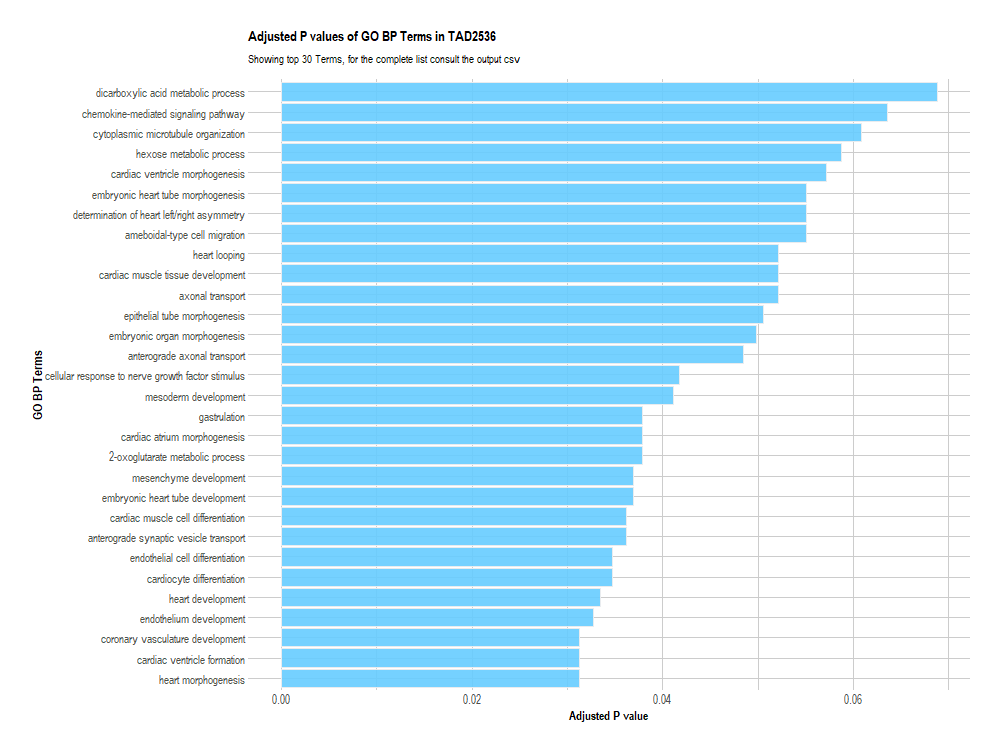 Adjusted P values of GO BP Terms in TAD2536
Showing top 30 Terms, for the complete list consult the output csv
dicarboxylic acid metabolic process
chemokine-mediated signaling pathway
cytoplasmic microtubule organization
hexose metabolic process
cardiac ventricle morphogenesis
embryonic heart tube morphogenesis
determination of heart left/right asymmetry
ameboidal-type cell migration
heart looping
cardiac muscle tissue development
axonal transport
epithelial tube morphogenesis
embryonic organ morphogenesis
anterograde axonal transport
cellular response to nerve growth factor stimulus
mesoderm development
gastrulation
cardiac atrium morphogenesis
2-oxoglutarate metabolic process
mesenchyme development
embryonic heart tube development
cardiac muscle cell differentiation
anterograde synaptic vesicle transport
endothelial cell differentiation
cardiocyte differentiation
heart development
endothelium development
coronary vasculature development
cardiac ventricle formation
heart morphogenesis
GO BP Terms
0.00 0.02 0.04 0.06
Adjusted P value